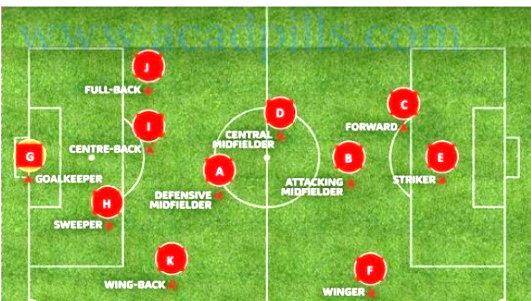 www.acadpills.com
J
FULL-BACK
C
D
FORWARD
I
CENTRAL
MIDFIELDER
CENTRE-BACK
G
B
E
A
GOALKEEPER
ATTACKING
MIDFIELDER
STRIKER
DEFENSIVE
MIDFIELDER
H
SWEEPER
K
F
WING-BACK
WINGER